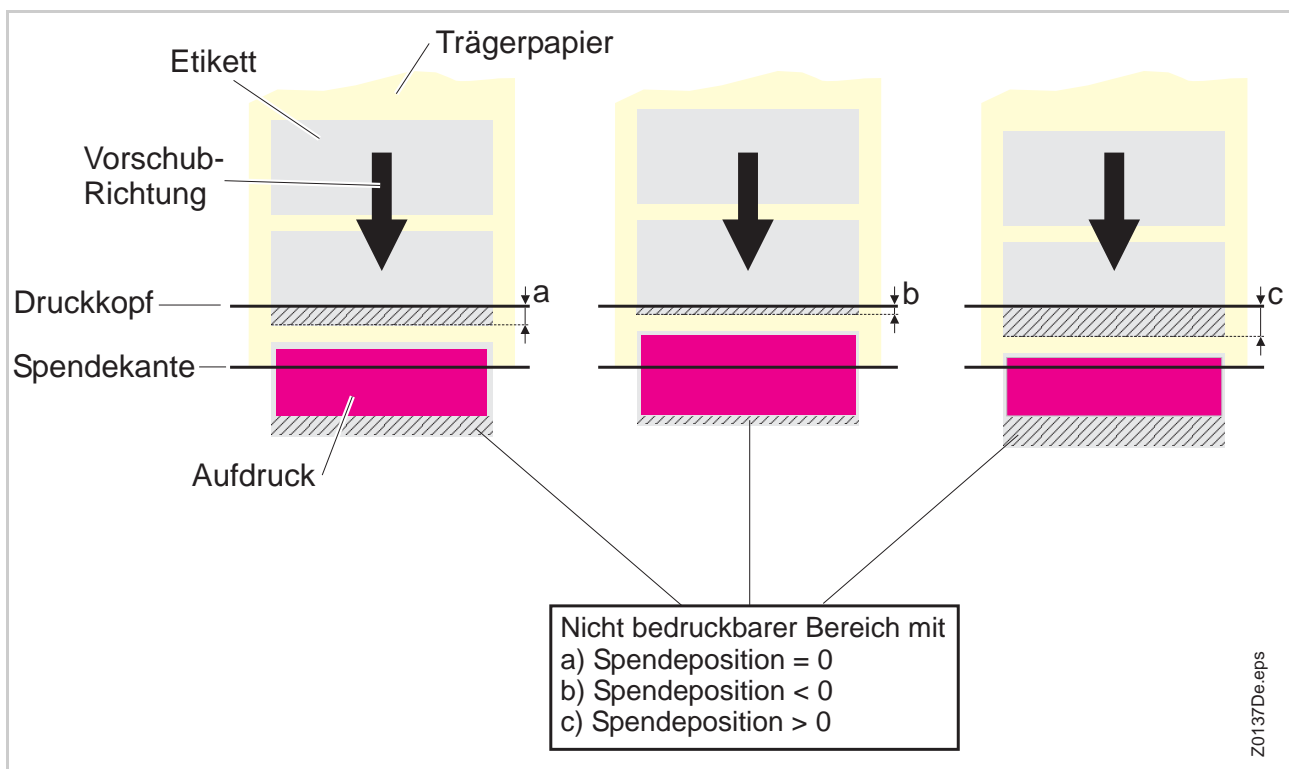 Trägerpapier
Etikett
Vorschub-
Richtung
a
b
c
Druckkopf
Spendekante
Aufdruck
Nicht bedruckbarer Bereich mit
a) Spendeposition = 0
b) Spendeposition < 0
c) Spendeposition > 0
Z0137De.eps